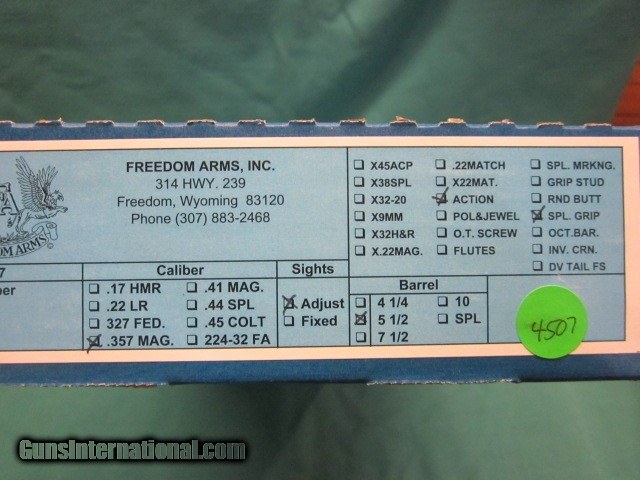 FREEDOM ARMS, INC.
314 HWY. 239
Freedom, Wyoming 83120
Phone (307) 883-2468
DOM ARMS
7
ber
Caliber
.17 HMR
.41 MAG.
.22 LR
.44 SPL
327 FED.
.45 COLT
.357 MAG.
224-32 FA
Sights
Adjust
Fixed
X45ACP
.22MATCH
SPL. MRKNG.
X38SPL
X22MAT.
GRIP STUD
X32-20
ACTION
RND BUTT
X9MM
POL&JEWEL
SPL. GRIP
X32H&R
O.T. SCREW
OCT.BAR.
X.22MAG.
FLUTES
INV. CRN.
DV TAIL FS
Barrel
4 1/4
10
5 1/2
SPL
7 1/2
4507
GunsInternational.com